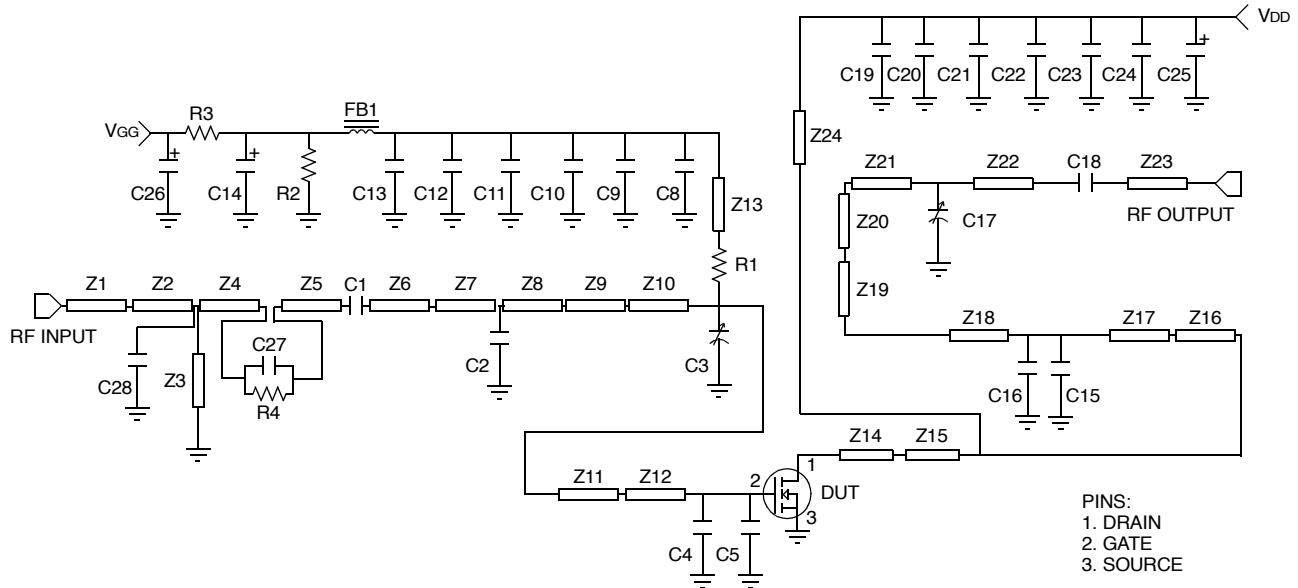 VDD
C19 C20 C21 C22 C23 C24 C25
+
R3
FB1
VGG
Z24
+ +
C26 C14 R2 C13 C12 C11 C10 C9 C8
Z21 Z22 C18 Z23
Z13
Z20
C17
RF OUTPUT
R1
Z19
Z1 Z2 Z4 Z5 C1 Z6 Z7 Z8 Z9 Z10
RF INPUT
Z18 Z17 Z16
C27
C28 Z3 R4
C2 C3
C16 C15
Z14 Z15
1
Z11 Z12
2
DUT
3
C4 C5
PINS:
1. DRAIN
2. GATE
3. SOURCE